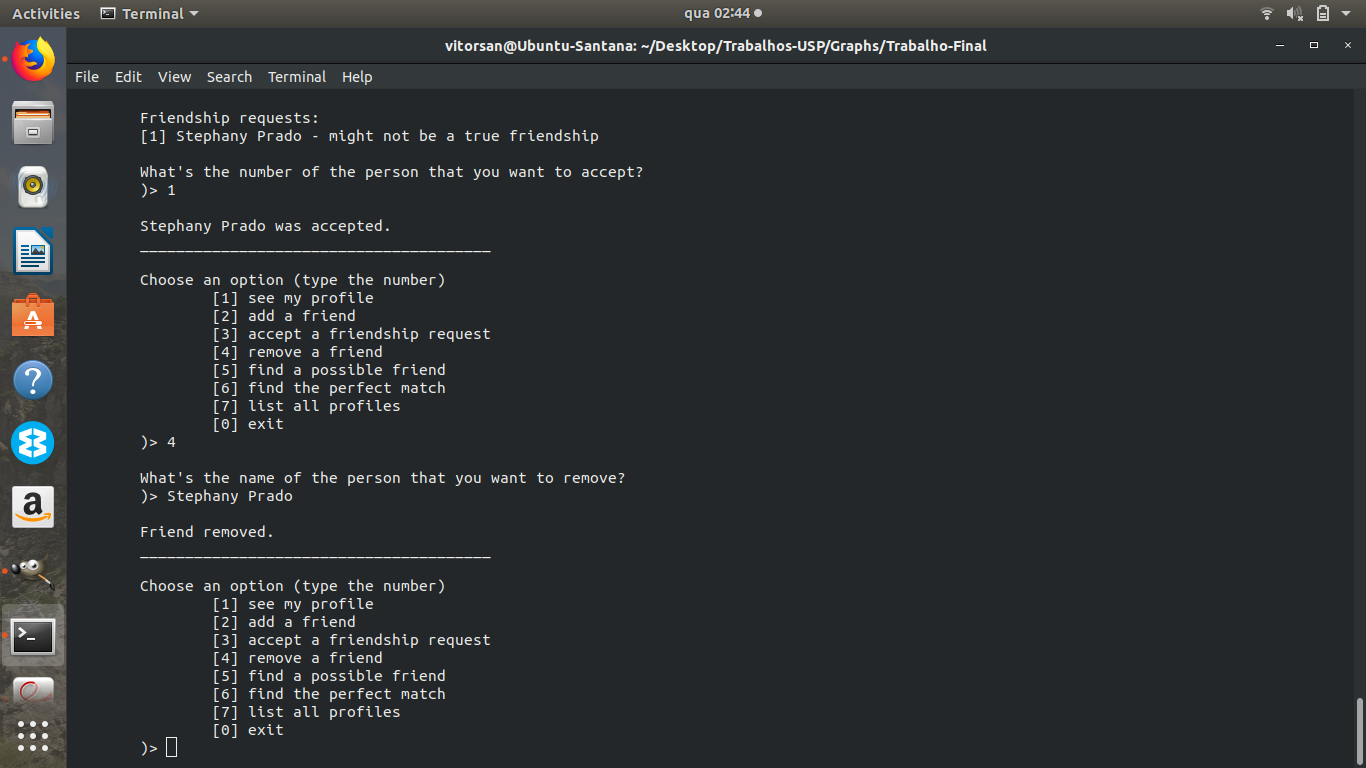 Activities Terminal qua 02:44
vitorsan@Ubuntu-Santana: ~/Desktop/Trabalhos-USP/Graphs/Trabalho-Final
File Edit View Search Terminal Help
Friendship requests:
[1] Stephany Prado - might not be a true friendship
What's the number of the person that you want to accept?
)> 1
Stephany Prado was accepted.
_______________________________________
Choose an option (type the number)
[1] see my profile
[2] add a friend
[3] accept a friendship request
[4] remove a friend
[5] find a possible friend
[6] find the perfect match
[7] list all profiles
[0] exit
)> 4
What's the name of the person that you want to remove?
)> Stephany Prado
Friend removed.
_______________________________________
Choose an option (type the number)
[1] see my profile
[2] add a friend
[3] accept a friendship request
[4] remove a friend
[5] find a possible friend
[6] find the perfect match
[7] list all profiles
[0] exit
)>